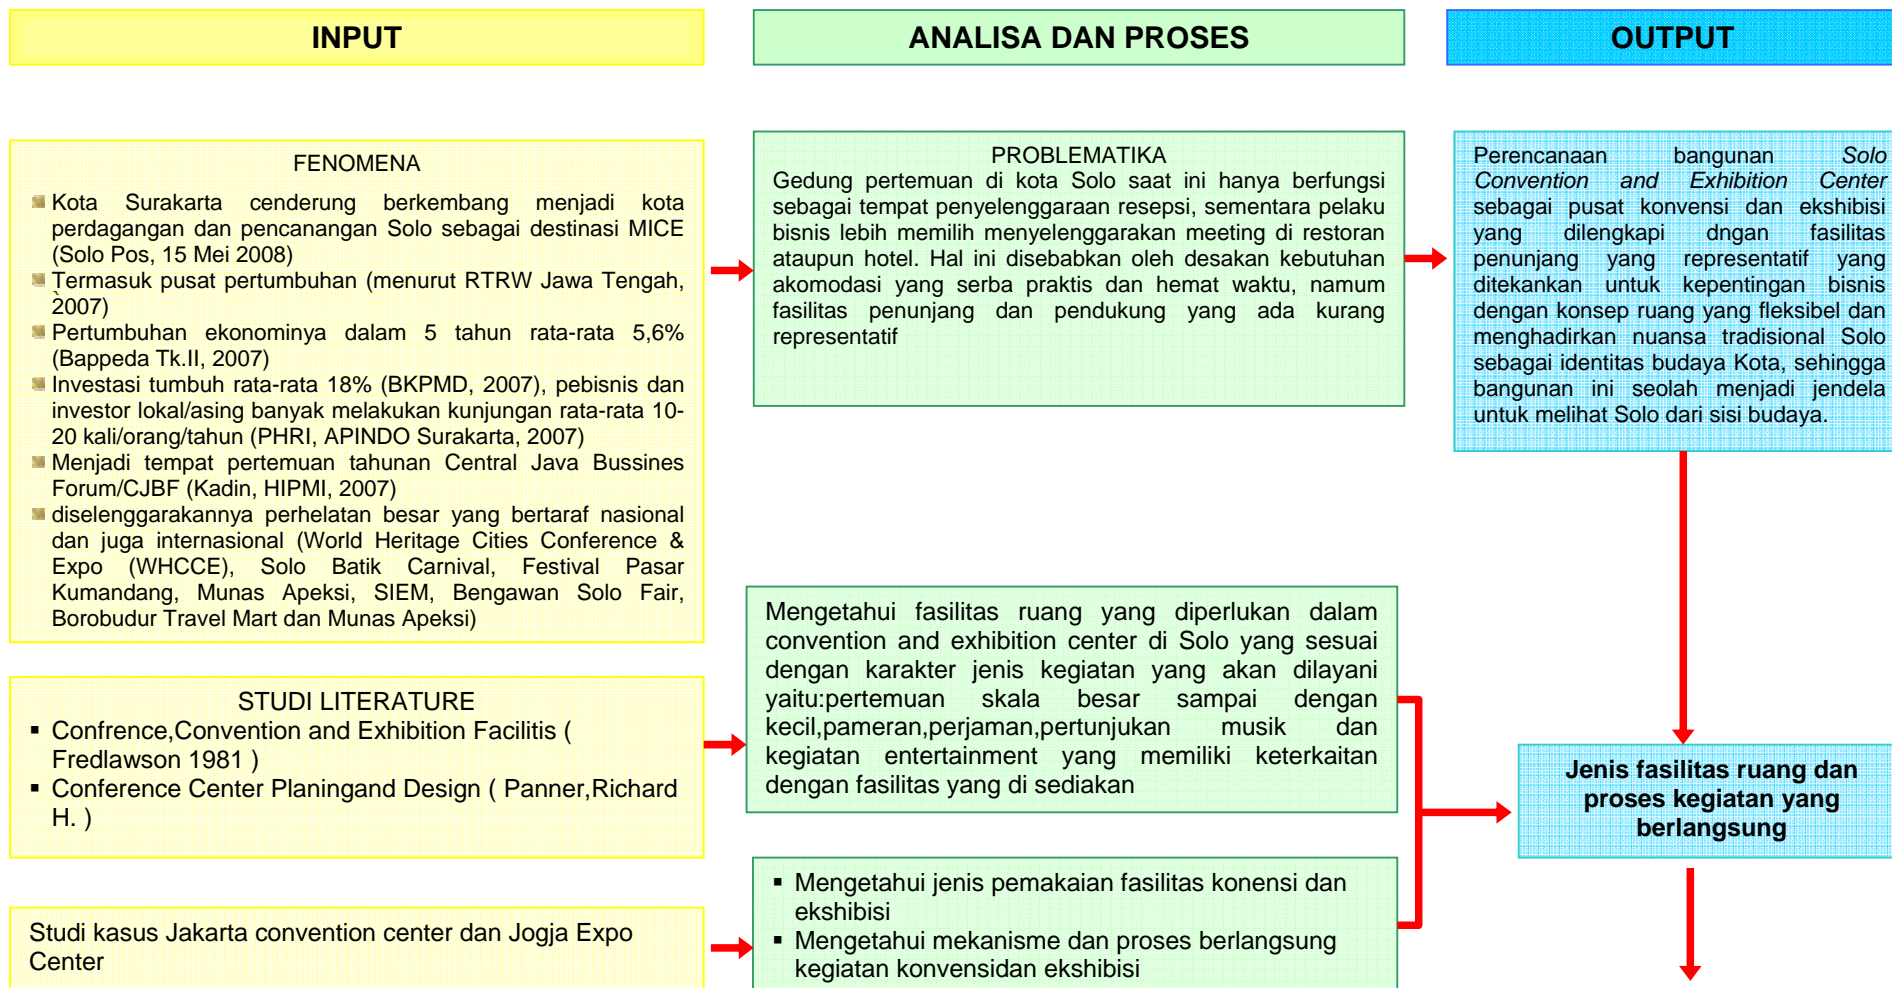 INPUT
ANALISA DAN PROSES
OUTPUT
FENOMENA
Kota Surakarta cenderung berkembang menjadi kota
perdagangan dan pencanangan Solo sebagai destinasi MICE
(Solo Pos, 15 Mei 2008)
Termasuk pusat pertumbuhan (menurut RTRW Jawa Tengah,
`2007)
Pertumbuhan ekonominya dalam 5 tahun rata-rata 5,6%
(Bappeda Tk.II, 2007)
Investasi tumbuh rata-rata 18% (BKPMD, 2007), pebisnis dan
investor lokal/asing banyak melakukan kunjungan rata-rata 10-
20 kali/orang/tahun (PHRI, APINDO Surakarta, 2007)
Menjadi tempat pertemuan tahunan Central Java Bussines
Forum/CJBF (Kadin, HIPMI, 2007)
diselenggarakannya perhelatan besar yang bertaraf nasional
dan juga internasional (World Heritage Cities Conference &
Expo (WHCCE), Solo Batik Carnival, Festival Pasar
Kumandang, Munas Apeksi, SIEM, Bengawan Solo Fair,
Borobudur Travel Mart dan Munas Apeksi)
PROBLEMATIKA
Gedung pertemuan di kota Solo saat ini hanya berfungsi
sebagai tempat penyelenggaraan resepsi, sementara pelaku
bisnis lebih memilih menyelenggarakan meeting di restoran
ataupun hotel. Hal ini disebabkan oleh desakan kebutuhan
akomodasi yang serba praktis dan hemat waktu, namum
fasilitas penunjang dan pendukung yang ada kurang
representatif
Perencanaan bangunan Solo
Convention and Exhibition Center
sebagai pusat konvensi dan ekshibisi
yang dilengkapi dngan fasilitas
penunjang yang representatif yang
ditekankan untuk kepentingan bisnis
dengan konsep ruang yang fleksibel dan
menghadirkan nuansa tradisional Solo
sebagai identitas budaya Kota, sehingga
bangunan ini seolah menjadi jendela
untuk melihat Solo dari sisi budaya.
STUDI LITERATURE
▪ Confrence,Convention and Exhibition Facilitis (
Fredlawson 1981 )
▪ Conference Center Planingand Design ( Panner,Richard
H. )
Mengetahui fasilitas ruang yang diperlukan dalam
convention and exhibition center di Solo yang sesuai
dengan karakter jenis kegiatan yang akan dilayani
yaitu:pertemuan skala besar sampai dengan
kecil,pameran,perjaman,pertunjukan musik dan
kegiatan entertainment yang memiliki keterkaitan
dengan fasilitas yang di sediakan
Jenis fasilitas ruang dan
proses kegiatan yang
berlangsung
Studi kasus Jakarta convention center dan Jogja Expo
Center
▪ Mengetahui jenis pemakaian fasilitas konensi dan
ekshibisi
▪ Mengetahui mekanisme dan proses berlangsung
kegiatan konvensidan ekshibisi